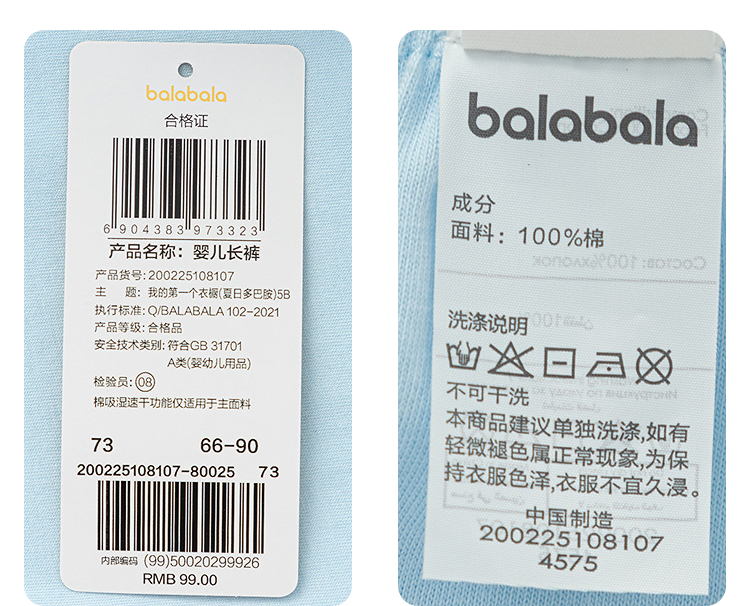 balabala
合格证
6 904383 973323
产品名称：婴儿长裤
产品货号:200225108107
主 题：我的第一个衣橱(夏日多巴胺)5B
执行标准：Q/BALABALA 102-2021
产品等级：合格品
安全技术类别：符合GB 31701
A类(婴幼儿用品)
检验员：08
棉吸湿速干功能仅适用于主面料
73 66-90
200225108107-80025 73
内部编码 (99)50020299926
RMB 99.00
balabala
成分
面料：100%棉
Состав: 100%хлопок
洗涤说明
不可干洗
本商品建议单独洗涤,如有
轻微褪色属正常现象,为保
持衣服色泽,衣服不宜久浸。
中国制造
200225108107
4575